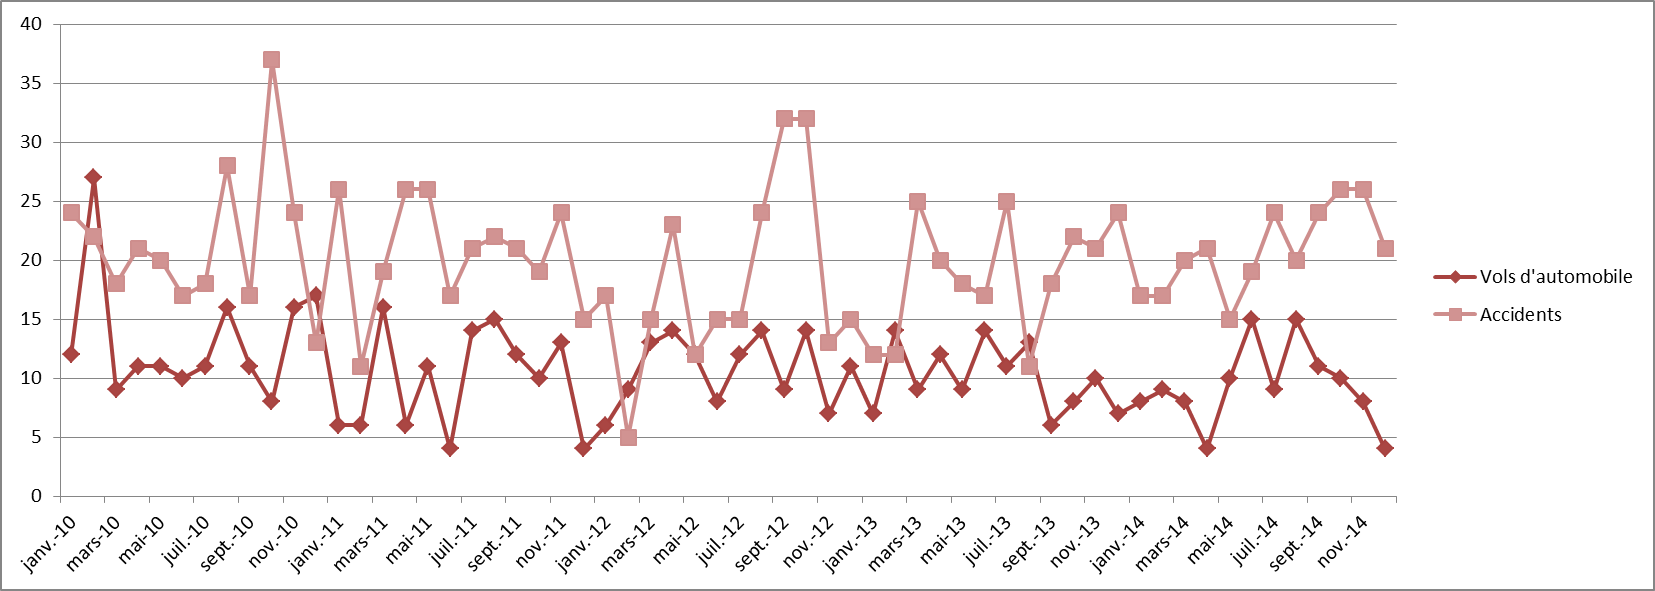 40
35
30
25
20
15
10
5
0
janv.-10
mars-10
mai-10
juil.-10
sept.-10
nov.-10
janv.-11
mars-11
mai-11
juil.-11
sept.-11
nov.-11
janv.-12
mars-12
mai-12
juil.-12
sept.-12
nov.-12
janv.-13
mars-13
mai-13
juil.-13
sept.-13
nov.-13
janv.-14
mars-14
mai-14
juil.-14
sept.-14
nov.-14
Vols d'automobile
Accidents